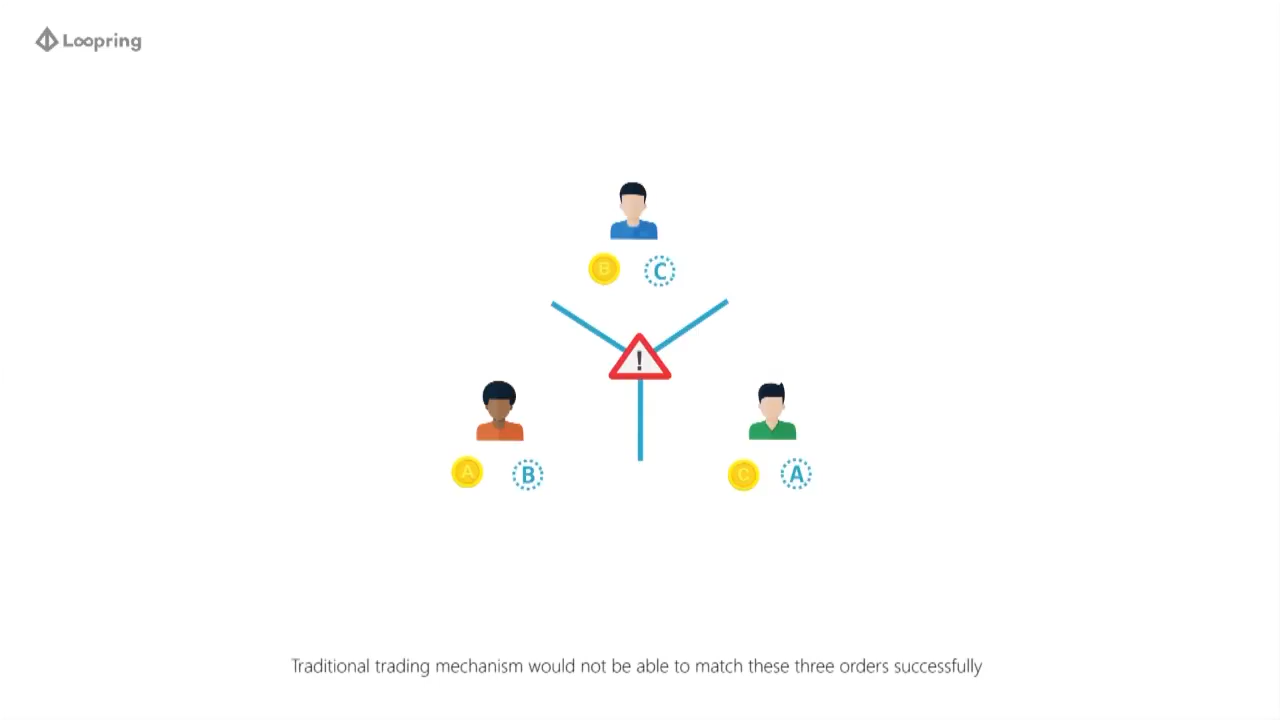 Loopring
B C
!
A B
C A
Traditional trading mechanism would not be able to match these three orders successfully